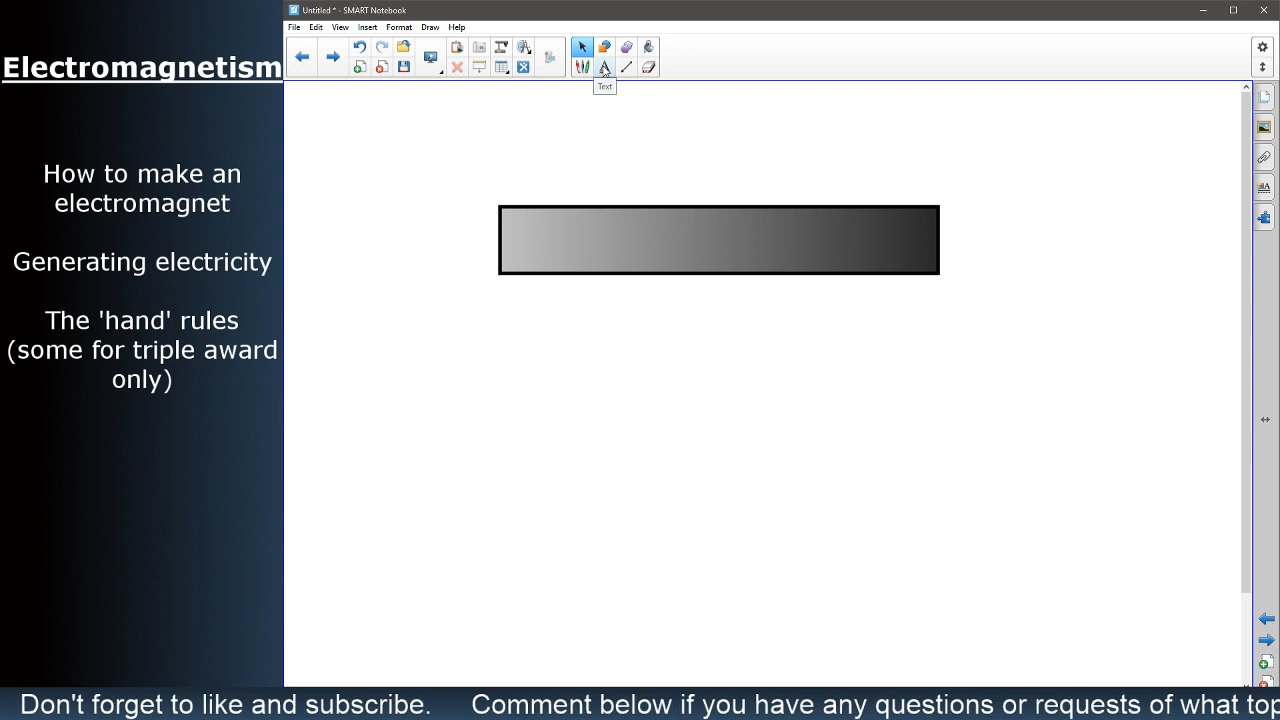 Untitled * - SMART Notebook
File Edit View Insert Format Draw Help
Text
Electromagnetism
How to make an
electromagnet
Generating electricity
The 'hand' rules
(some for triple award
only)
Don't forget to like and subscribe. Comment below if you have any questions or requests of what top